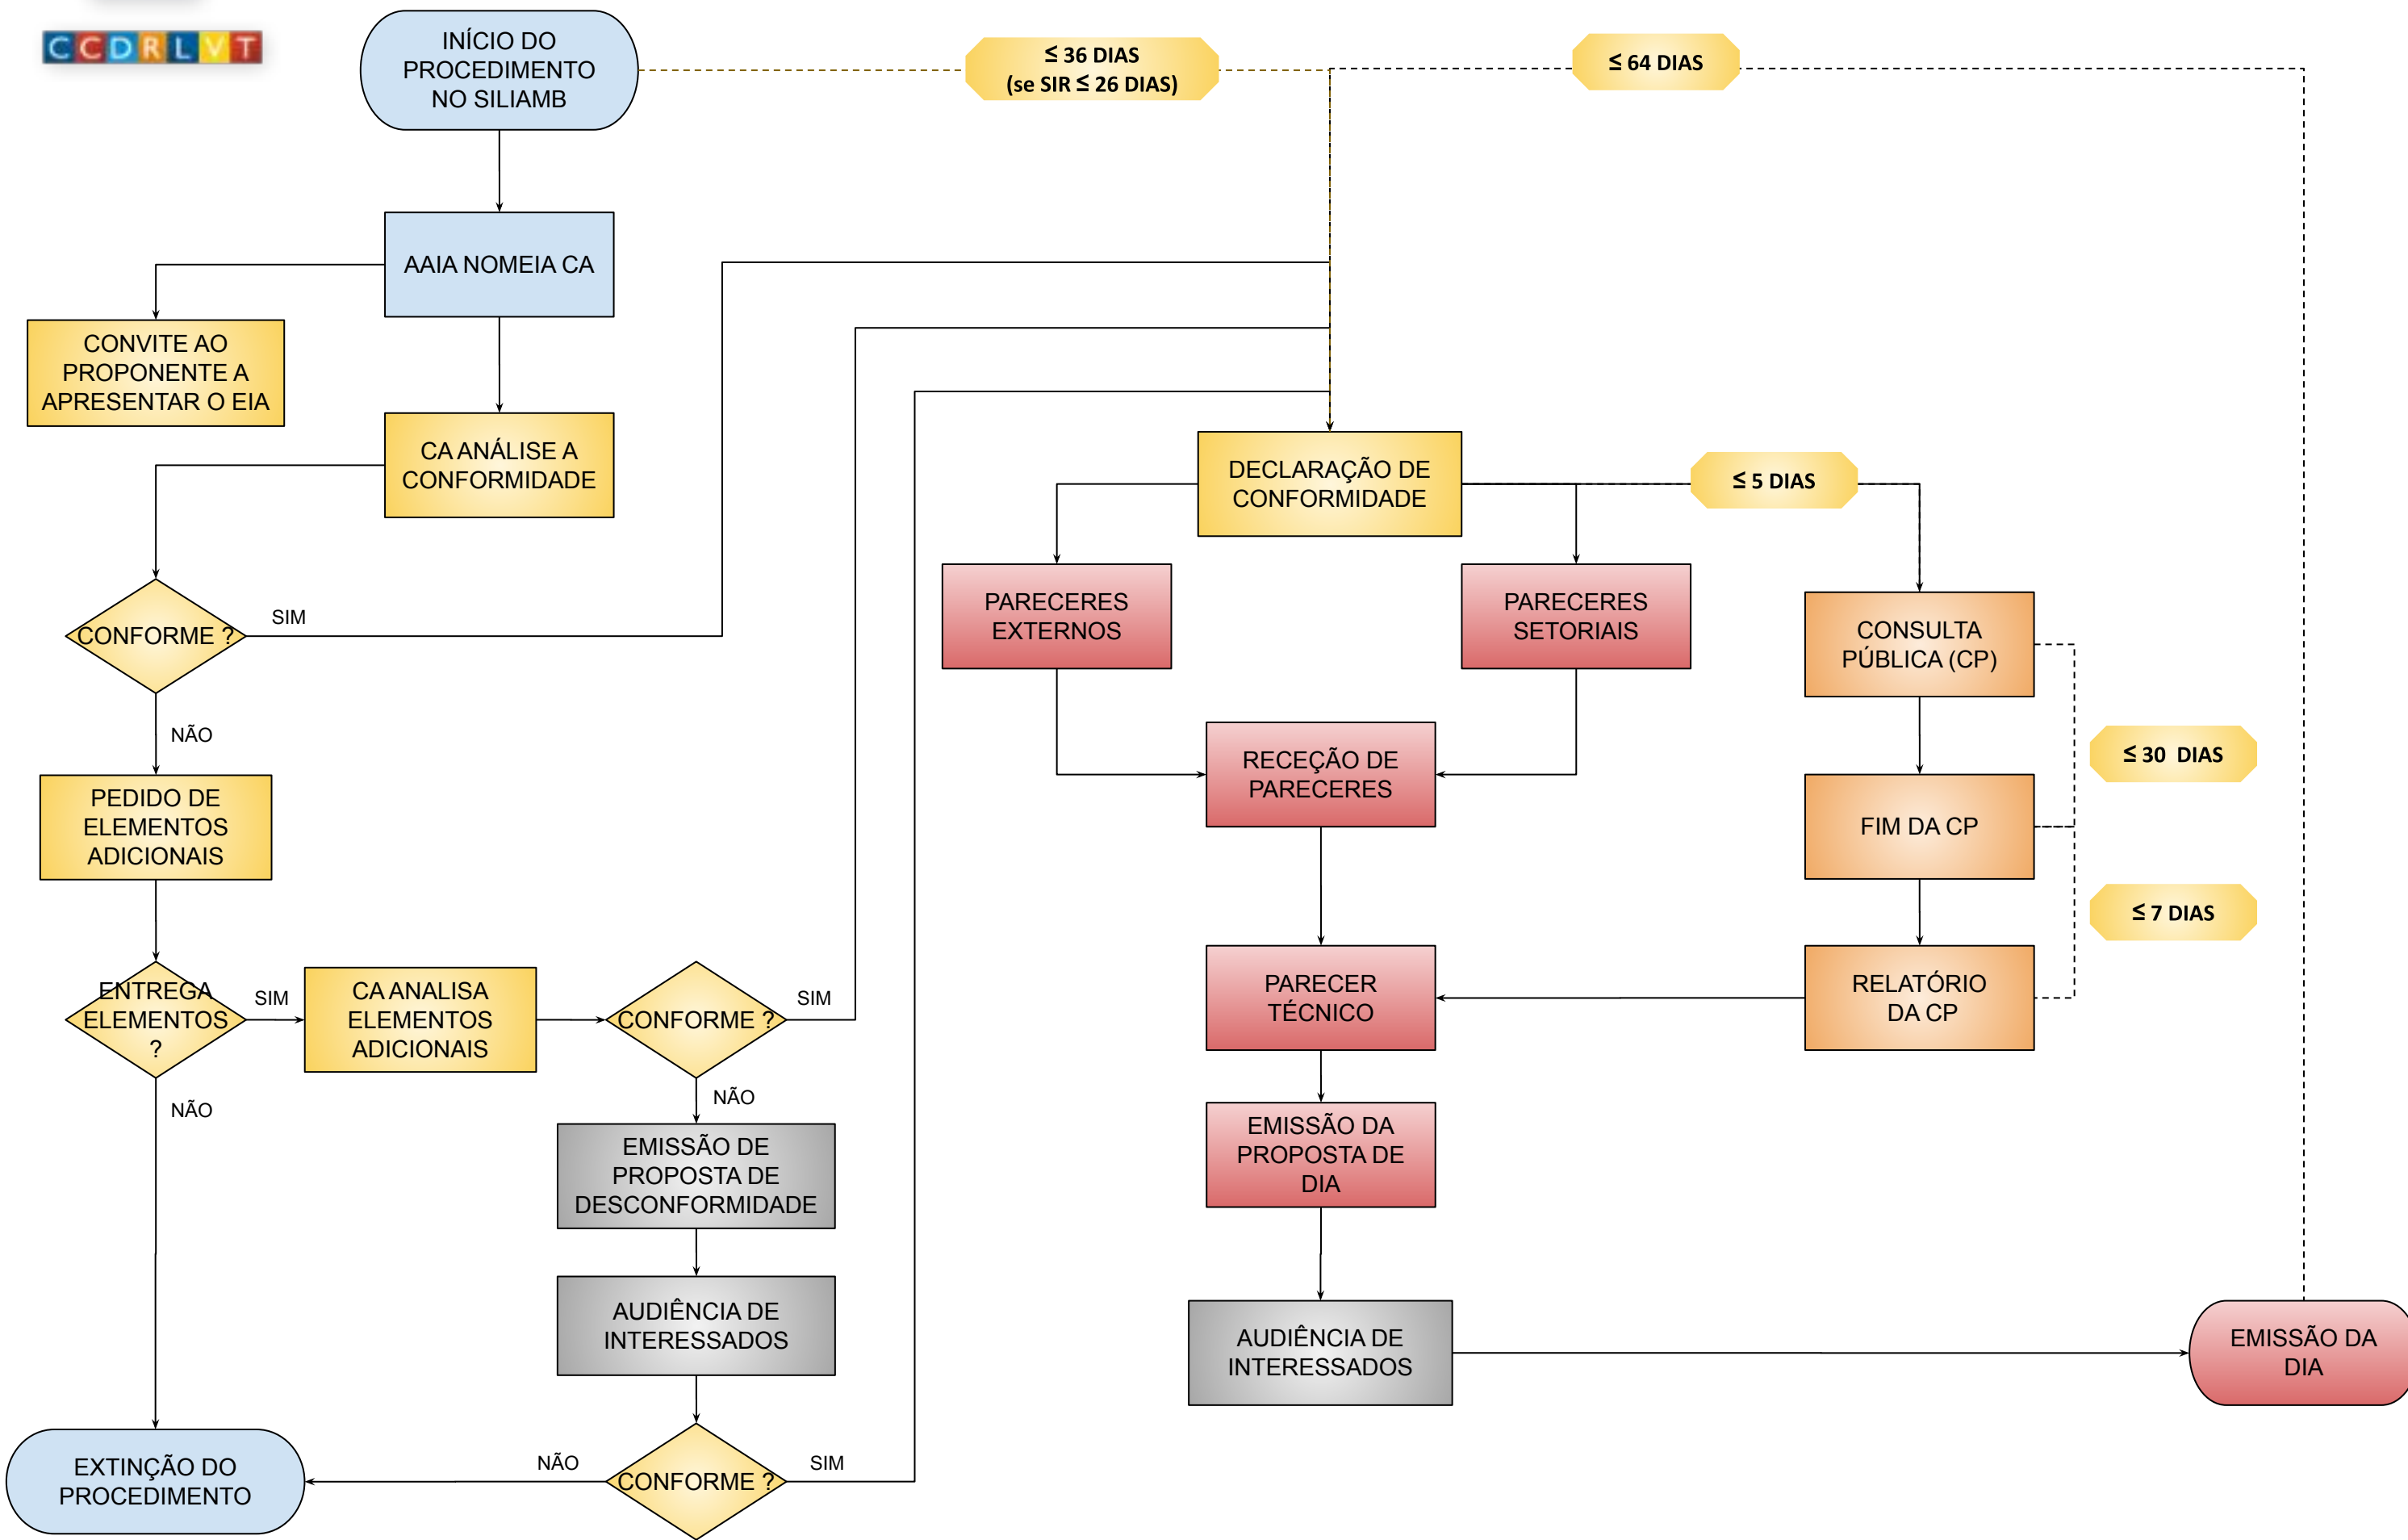 CCDRLVT
INÍCIO DO
PROCEDIMENTO
NO SILIAMB
≤ 36 DIAS
(se SIR ≤ 26 DIAS)
≤ 64 DIAS
AAIA NOMEIA CA
CONVITE AO
PROPONENTE A
APRESENTAR O EIA
CA ANÁLISE A
CONFORMIDADE
DECLARAÇÃO DE
CONFORMIDADE
≤ 5 DIAS
CONFORME ?
SIM
NÃO
PARECERES
EXTERNOS
PARECERES
SETORIAIS
CONSULTA
PÚBLICA (CP)
≤ 30 DIAS
RECEÇÃO DE
PARECERES
FIM DA CP
≤ 7 DIAS
PEDIDO DE
ELEMENTOS
ADICIONAIS
ENTREGA
ELEMENTOS
?
SIM
NÃO
CA ANALISA
ELEMENTOS
ADICIONAIS
CONFORME ?
SIM
NÃO
PARECER
TÉCNICO
RELATÓRIO
DA CP
EMISSÃO DE
PROPOSTA DE
DESCONFORMIDADE
EMISSÃO DA
PROPOSTA DE
DIA
AUDIÊNCIA DE
INTERESSADOS
AUDIÊNCIA DE
INTERESSADOS
EMISSÃO DA
DIA
EXTINÇÃO DO
PROCEDIMENTO
NÃO
CONFORME ?
SIM